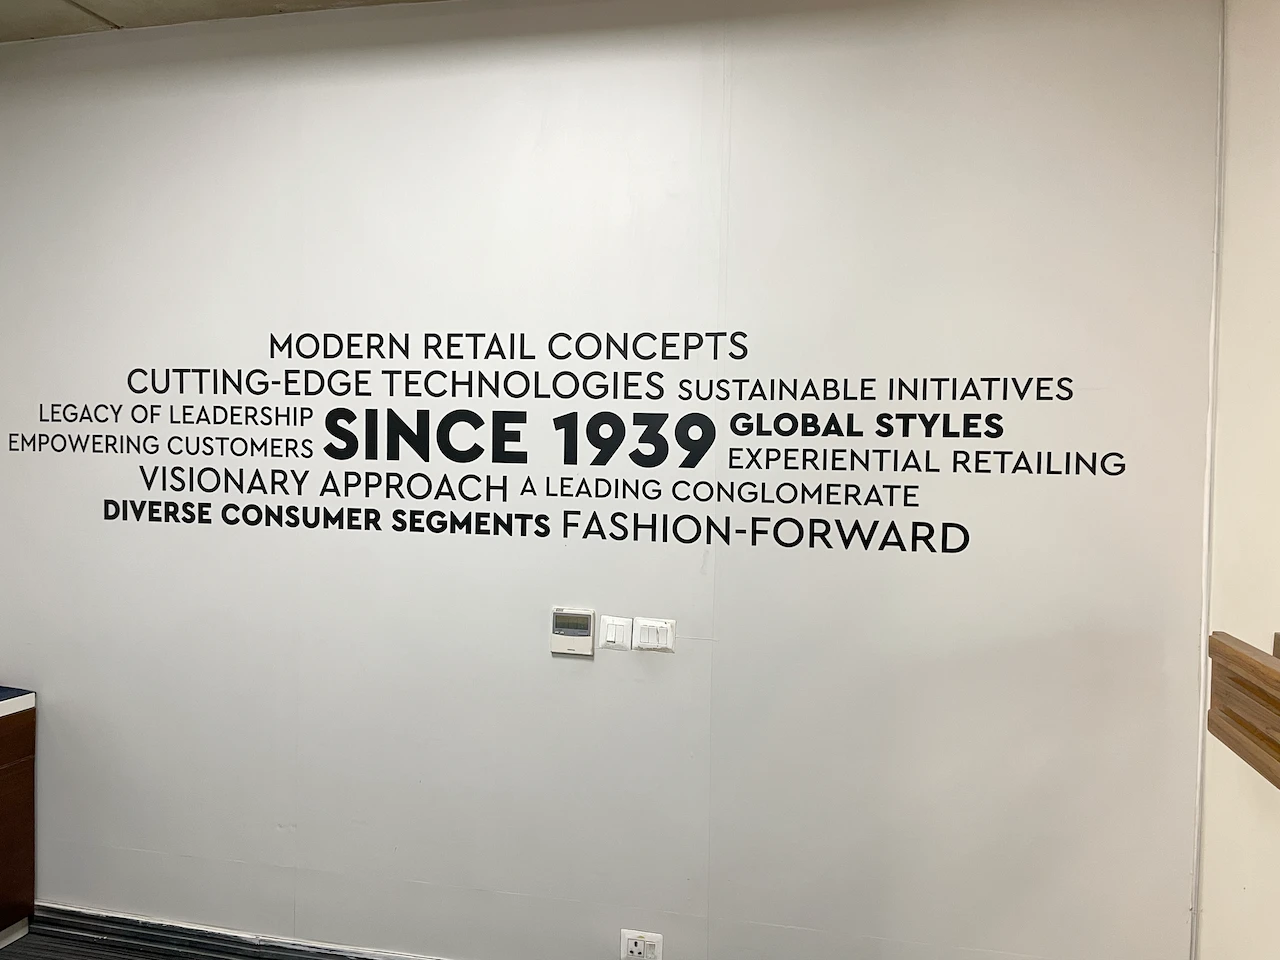 MODERN RETAIL CONCEPTS
CUTTING-EDGE TECHNOLOGIES SUSTAINABLE INITIATIVES
LEGACY OF LEADERSHIP
EMPOWERING CUSTOMERS
SINCE 1939
GLOBAL STYLES
EXPERIENTIAL RETAILING
VISIONARY APPROACH A LEADING CONGLOMERATE
DIVERSE CONSUMER SEGMENTS FASHION-FORWARD